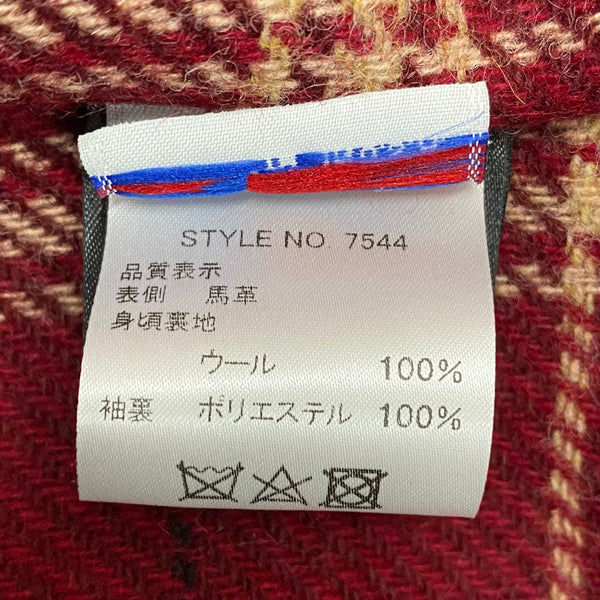 STYLE NO. 7544
品質表示
表側 馬革
身頃裏地
ウール 100%
袖裏 ポリエステル 100%